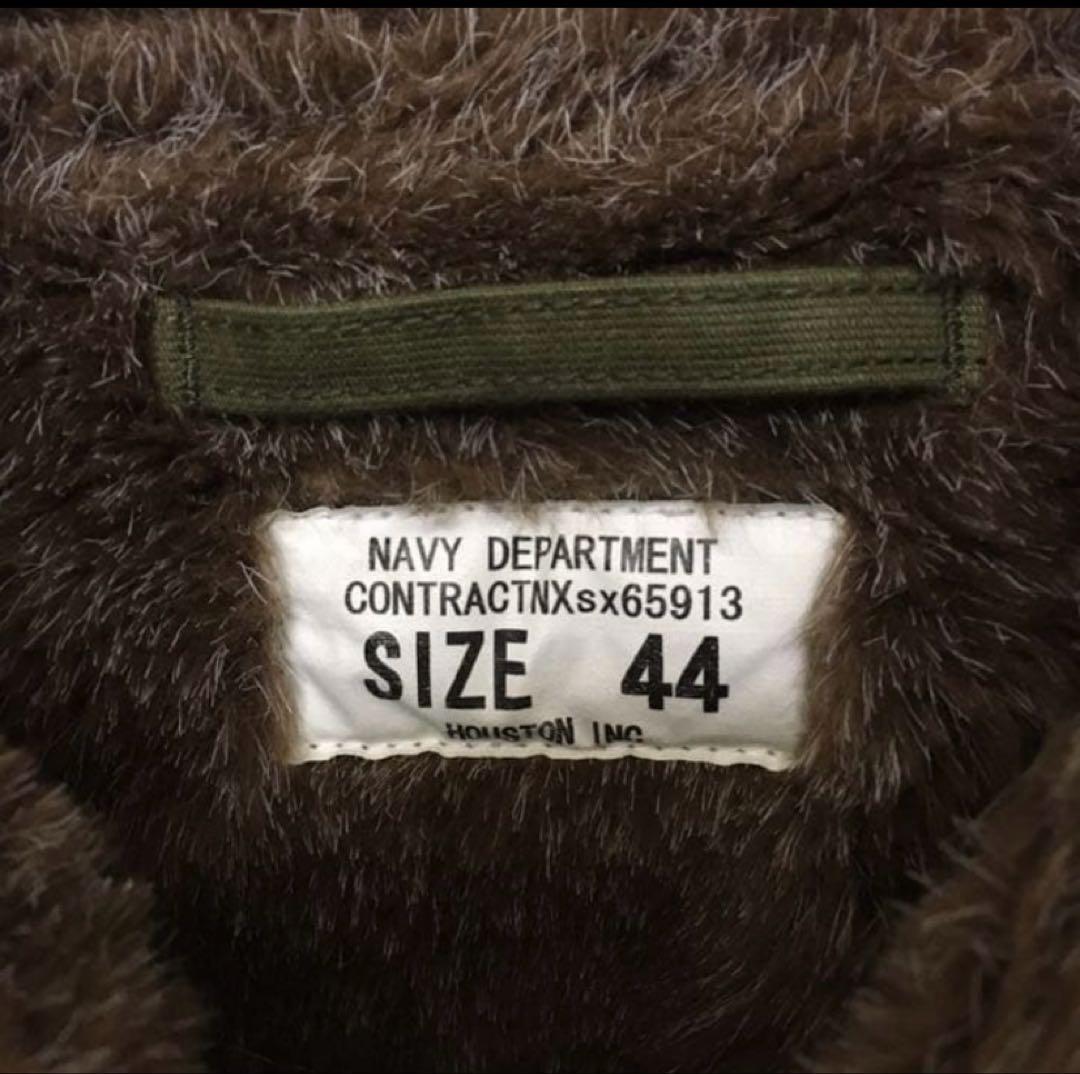 NAVY DEPARTMENT
CONTRACTNXsx65913
SIZE 44
HOUSTON INC